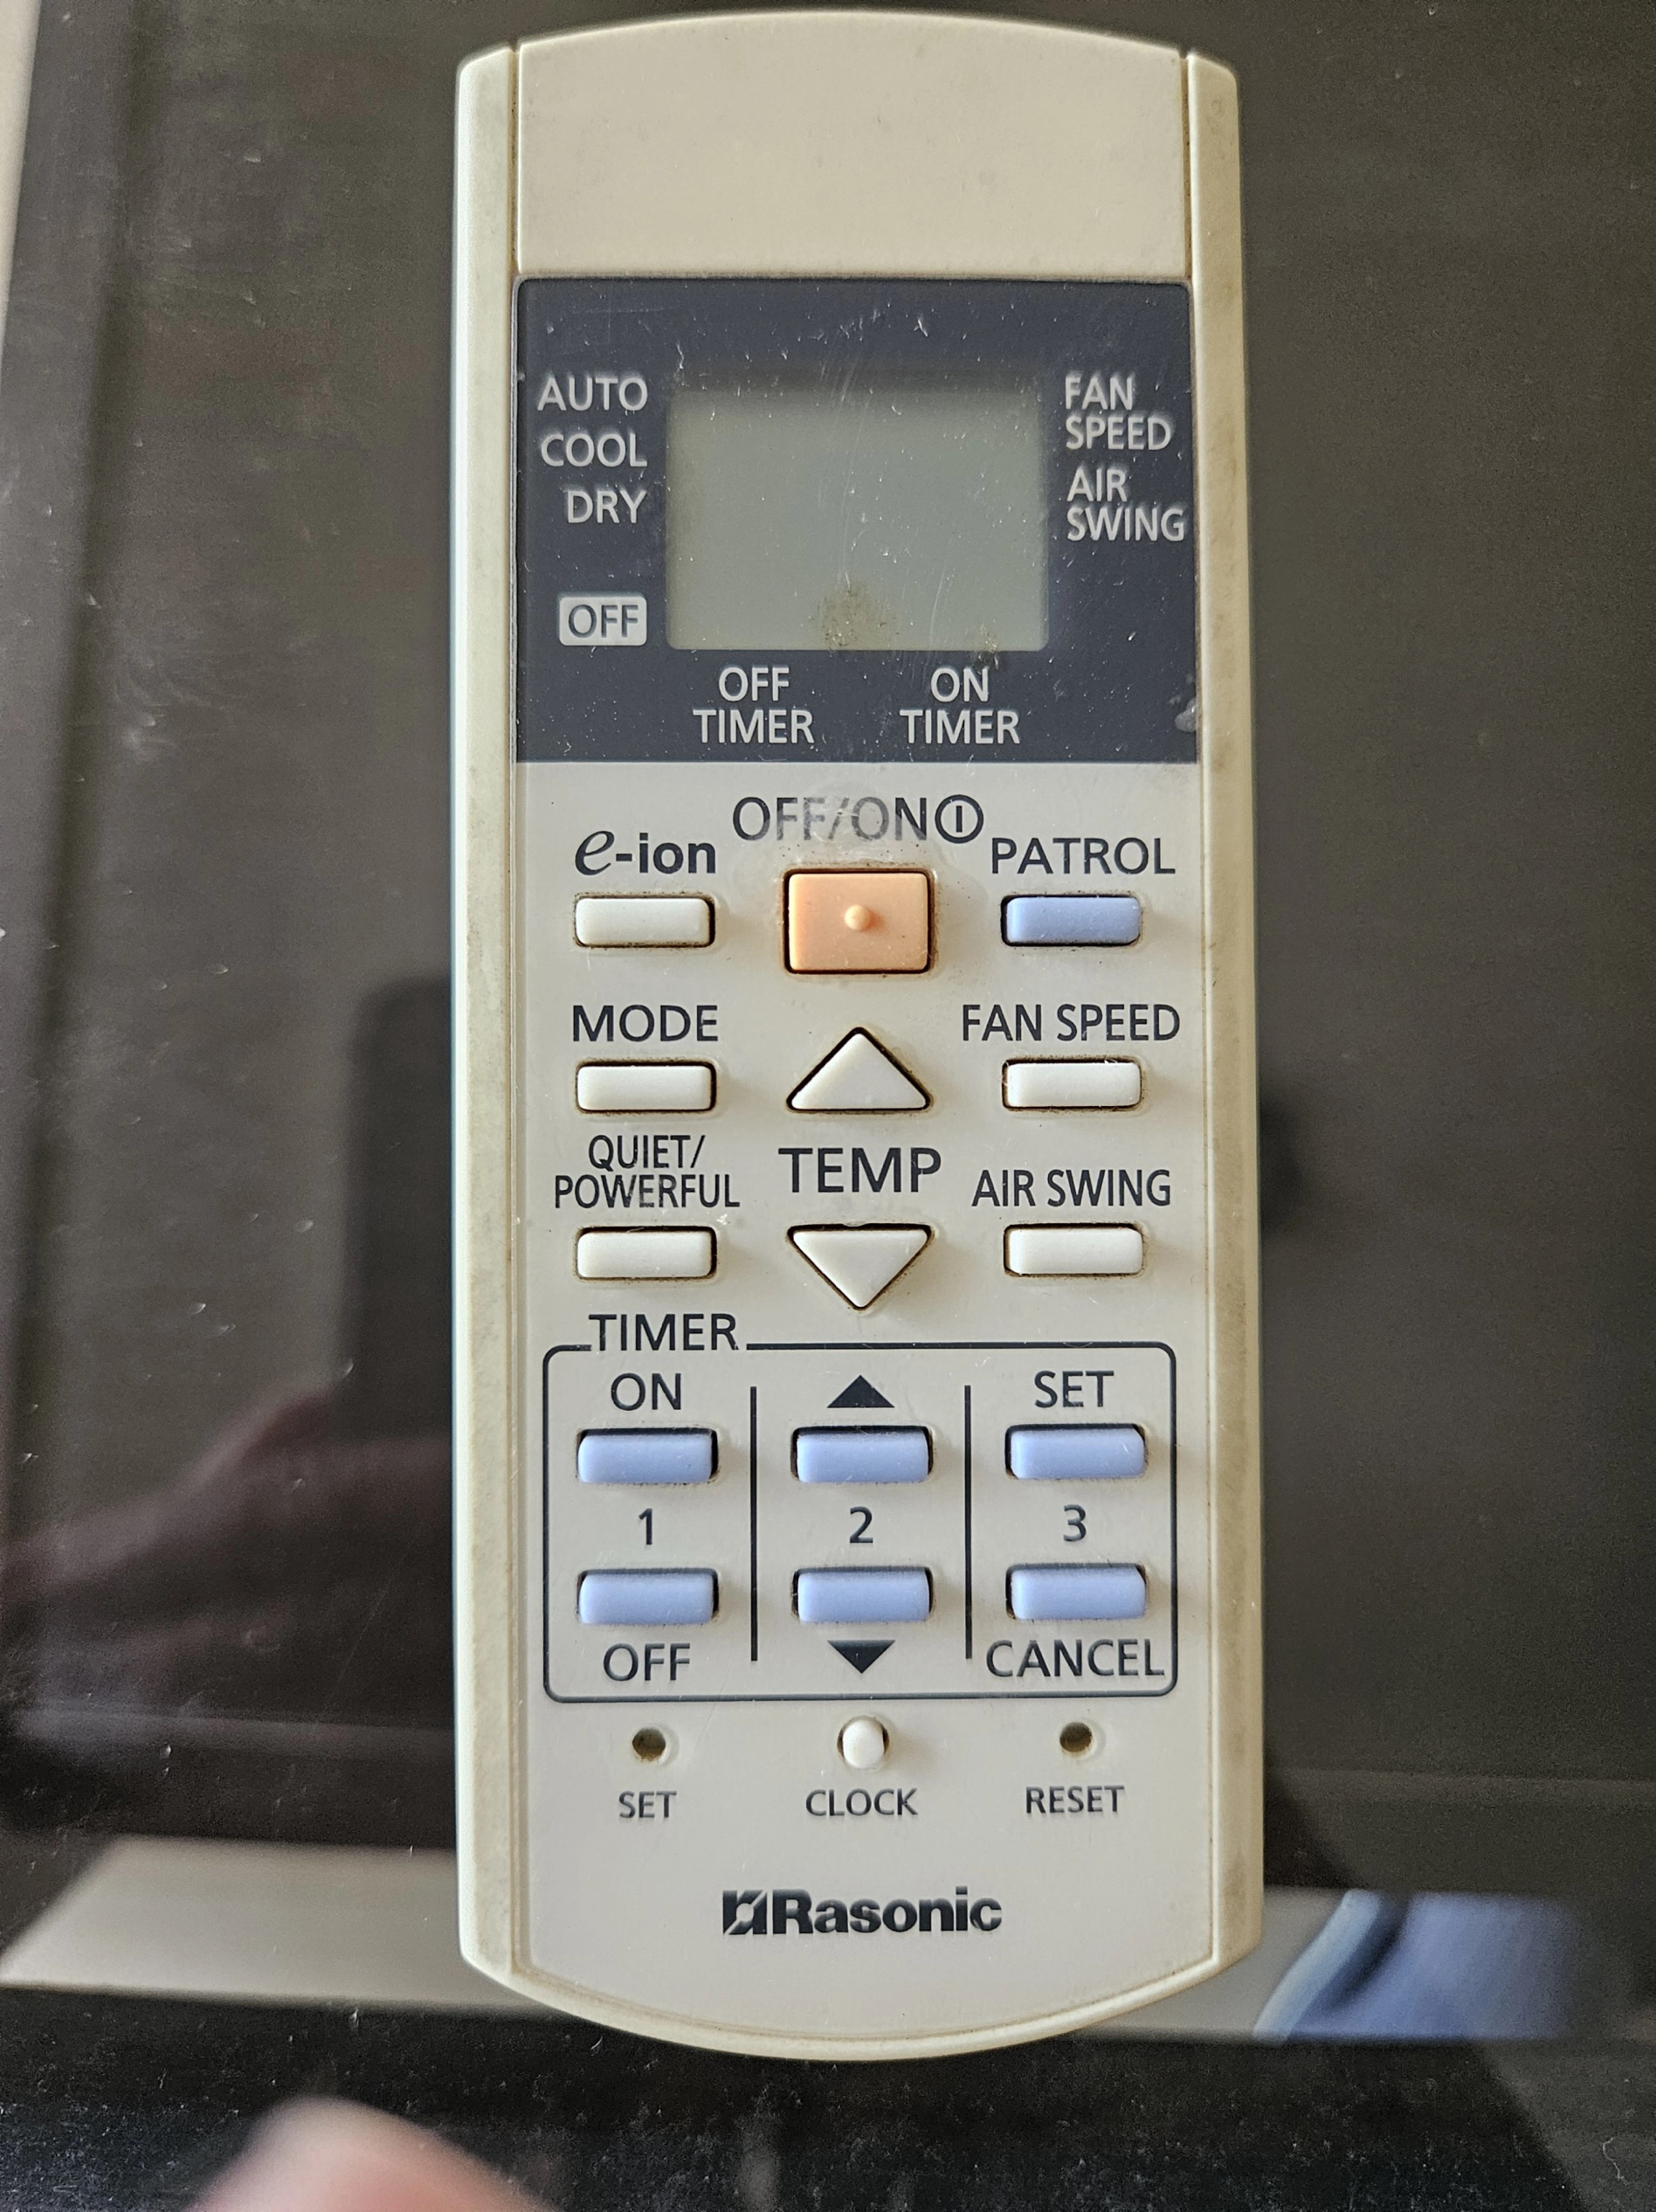 AUTO
COOL
DRY
OFF
FAN
SPEED
AIR
SWING
OFF
TIMER
ON
TIMER
OFF/ON
e-ion
PATROL
MODE
FAN SPEED
QUIET/
POWERFUL
TEMP
AIR SWING
TIMER
ON
▲
SET
1
2
3
OFF
▼
CANCEL
SET
CLOCK
RESET
Rasonic